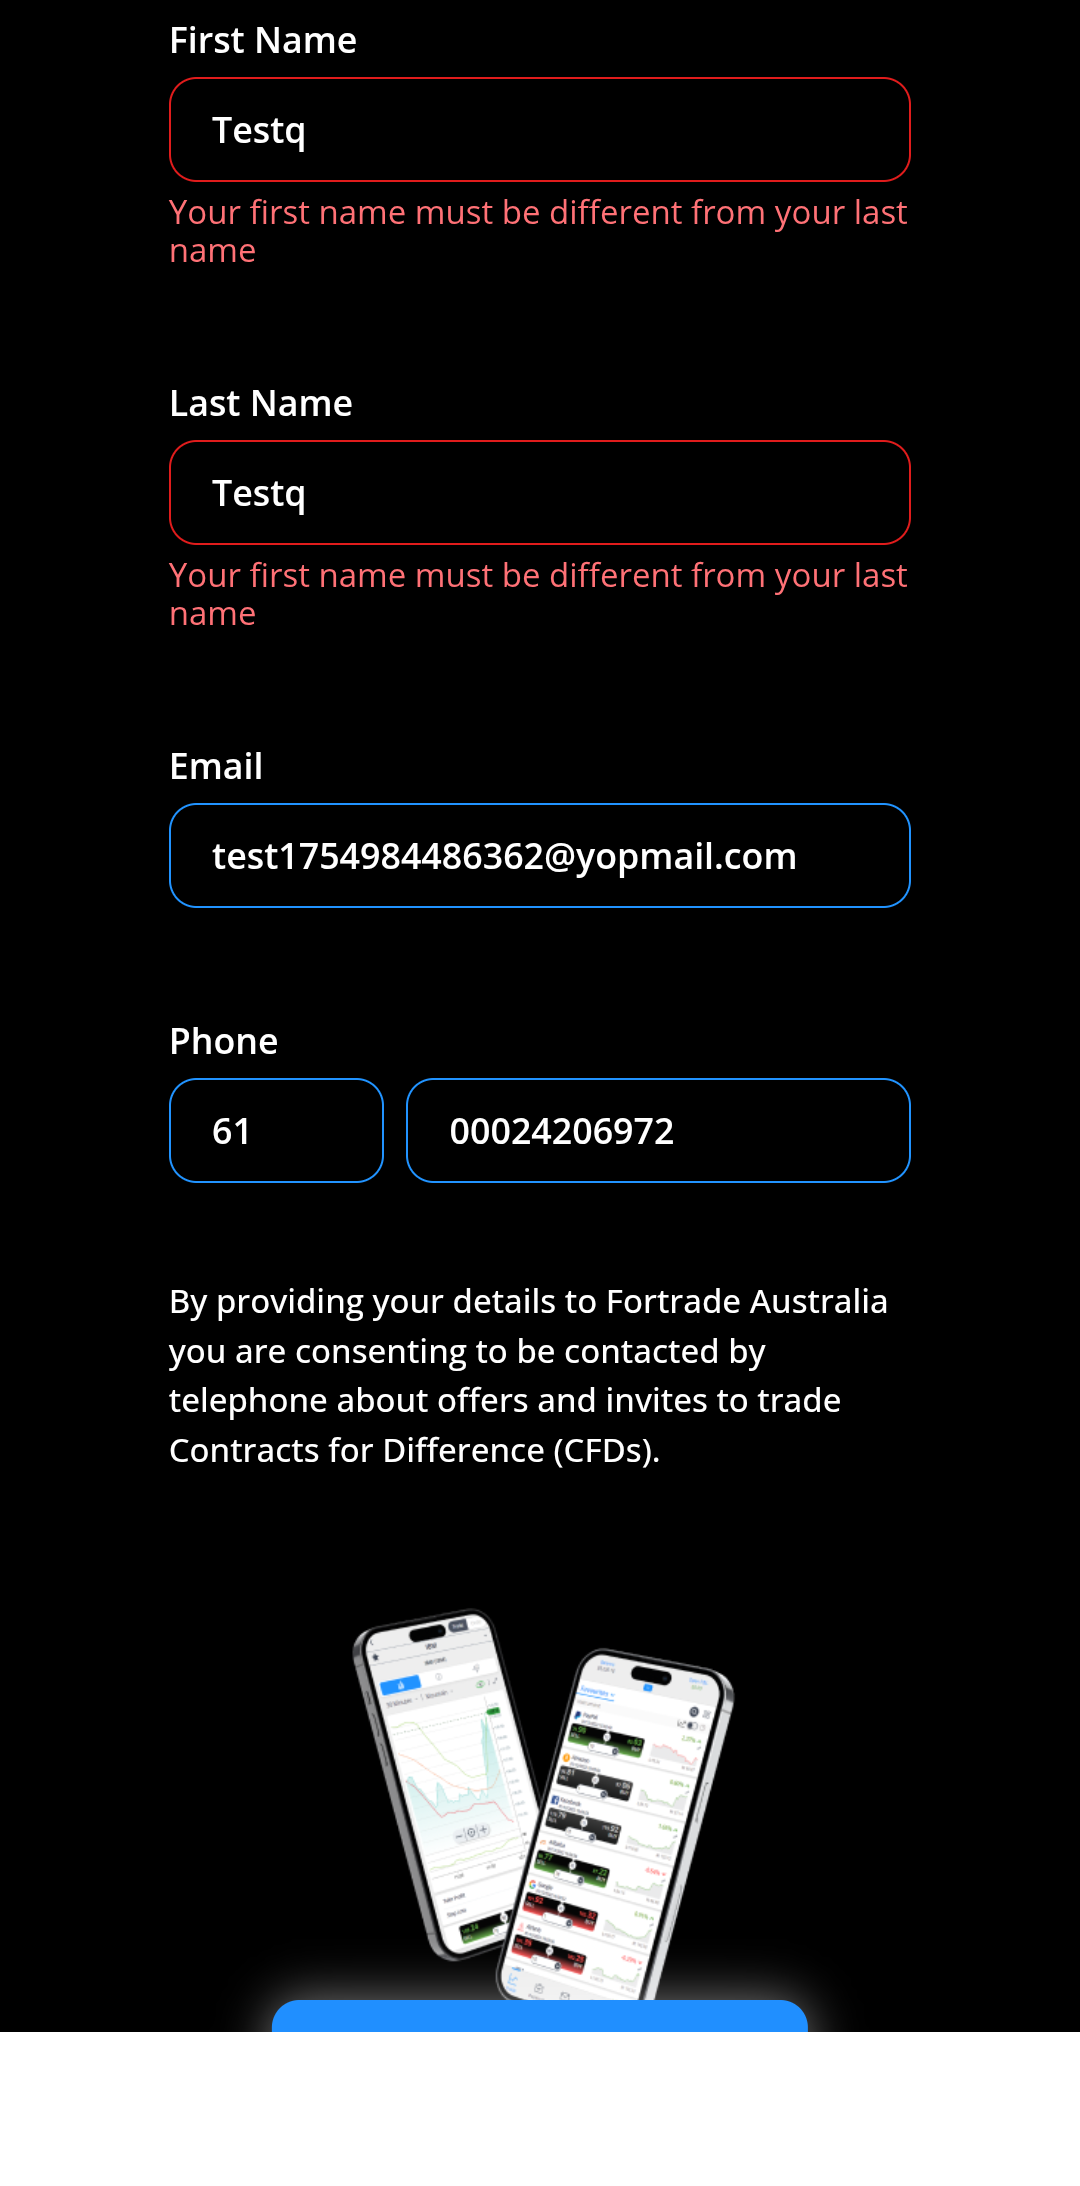 First Name
Testq
Your first name must be different from your last
name
Last Name
Testq
Your first name must be different from your last
name
Email
test1754984486362@yopmail.com
Phone
61
00024206972
By providing your details to Fortrade Australia
you are consenting to be contacted by
telephone about offers and invites to trade
Contracts for Difference (CFDs).